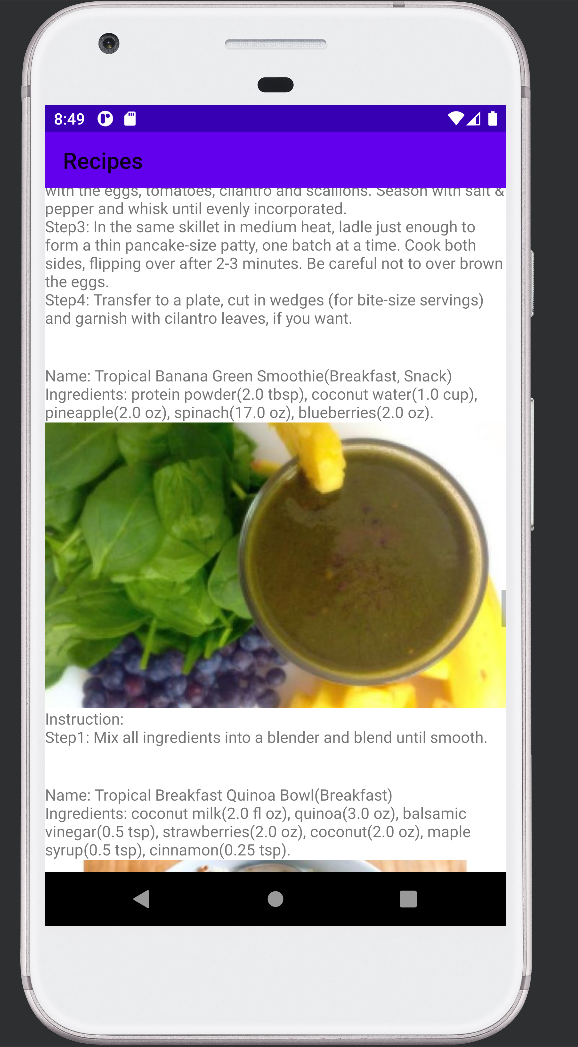 8:49
Recipes
with the eggs, tomatoes, cilantro and scallions. Season with salt &
pepper and whisk until evenly incorporated.
Step3: In the same skillet in medium heat, ladle just enough to
form a thin pancake-size patty, one batch at a time. Cook both
sides, flipping over after 2-3 minutes. Be careful not to over brown
the eggs.
Step4: Transfer to a plate, cut in wedges (for bite-size servings)
and garnish with cilantro leaves, if you want.
Name: Tropical Banana Green Smoothie(Breakfast, Snack)
Ingredients: protein powder(2.0 tbsp), coconut water(1.0 cup),
pineapple(2.0 oz), spinach(17.0 oz), blueberries(2.0 oz).
Instruction:
Step1: Mix all ingredients into a blender and blend until smooth.
Name: Tropical Breakfast Quinoa Bowl(Breakfast)
Ingredients: coconut milk(2.0 fl oz), quinoa(3.0 oz), balsamic
vinegar(0.5 tsp), strawberries(2.0 oz), coconut(2.0 oz), maple
syrup(0.5 tsp), cinnamon(0.25 tsp).